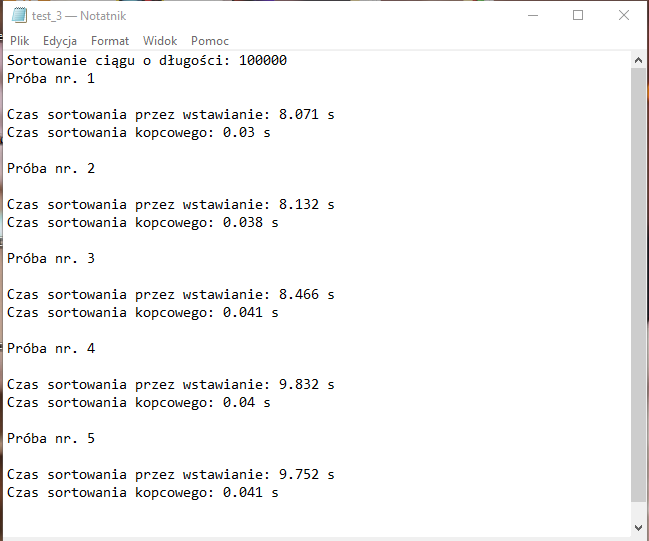 test_3 — Notatnik
Plik Edycja Format Widok Pomoc
Sortowanie ciągu o długości: 100000
Próba nr. 1
Czas sortowania przez wstawianie: 8.071 s
Czas sortowania kopcowego: 0.03 s
Próba nr. 2
Czas sortowania przez wstawianie: 8.132 s
Czas sortowania kopcowego: 0.038 s
Próba nr. 3
Czas sortowania przez wstawianie: 8.466 s
Czas sortowania kopcowego: 0.041 s
Próba nr. 4
Czas sortowania przez wstawianie: 9.832 s
Czas sortowania kopcowego: 0.04 s
Próba nr. 5
Czas sortowania przez wstawianie: 9.752 s
Czas sortowania kopcowego: 0.041 s